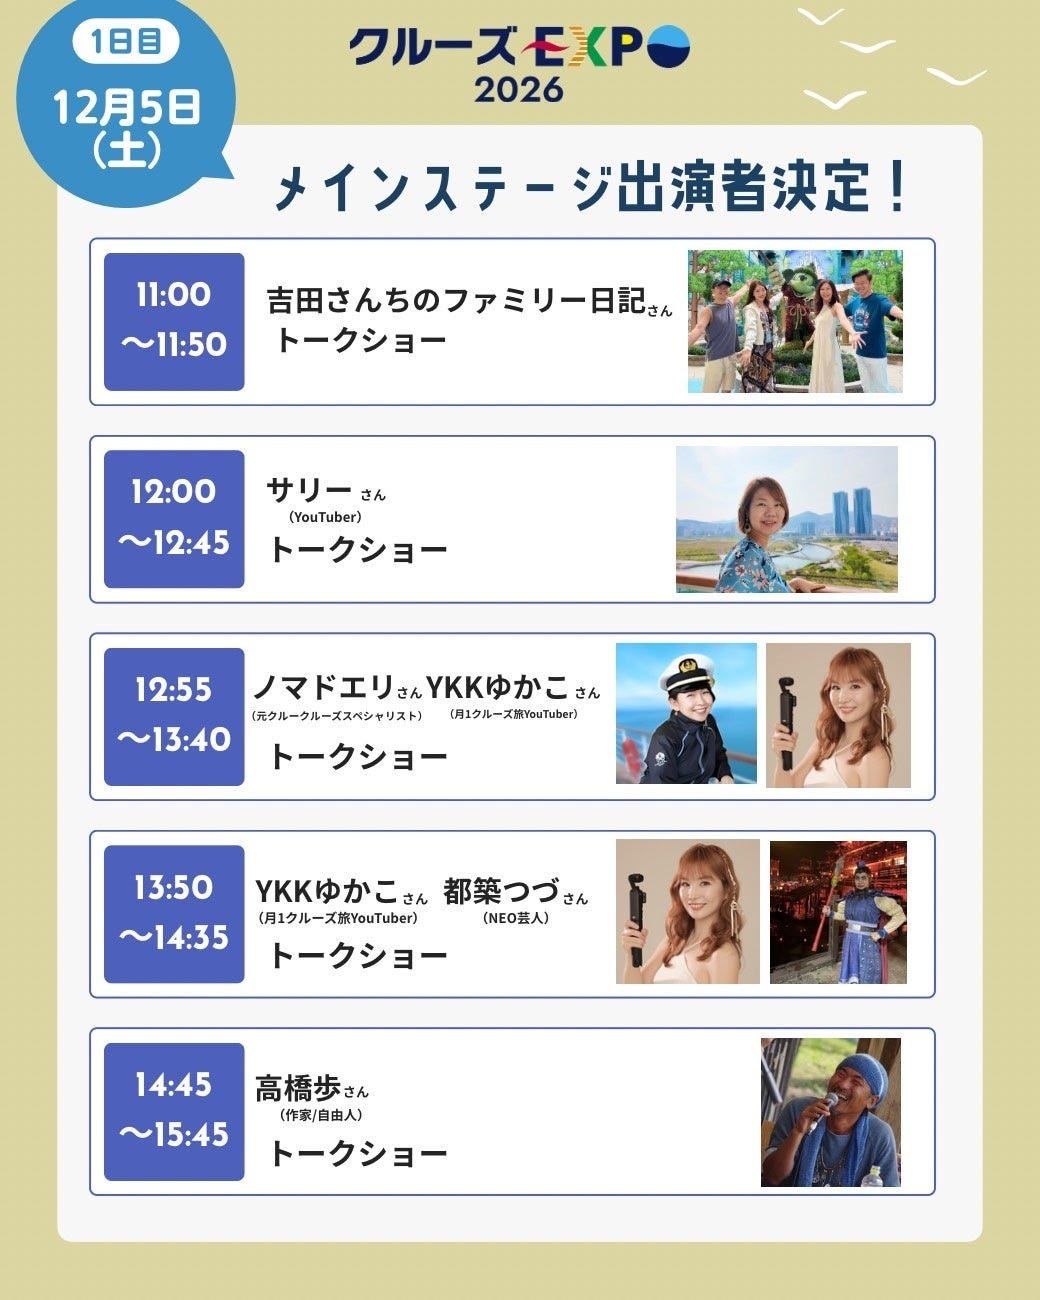 1日目
12月5日
（土）
クルーズEXPO
2026
メインステージ出演者決定！
11:00
〜11:50
吉田さんちのファミリー日記さん
トークショー
12:00
〜12:45
サリー さん
（YouTuber）
トークショー
12:55
〜13:40
ノマドエリさん YKKゆかこ さん
（元クルークルーズスペシャリスト） （月1クルーズ旅YouTuber）
トークショー
13:50
〜14:35
YKKゆかこさん 都築つづさん
（月1クルーズ旅YouTuber） （NEO芸人）
トークショー
14:45
〜15:45
高橋歩さん
（作家/自由人）
トークショー